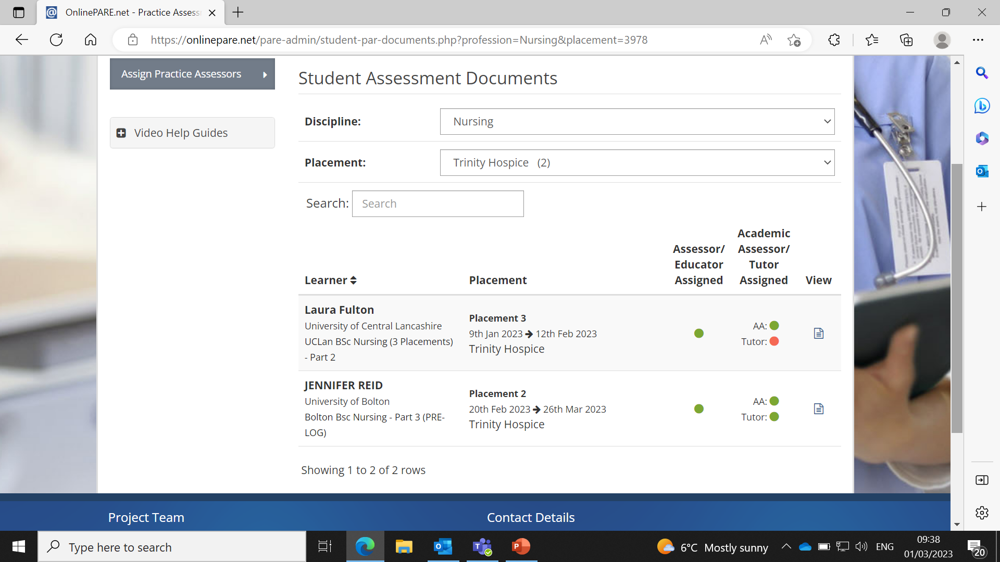 OnlinePARE.net - Practice Assess
https://onlinepare.net/pare-admin/student-par-documents.php?profession=Nursing&placement=3978
Assign Practice Assessors
Video Help Guides
Student Assessment Documents
Discipline:
Nursing
Placement:
Trinity Hospice (2)
Search:
Search
Learner
Placement
Assessor/
Educator
Assigned
Academic
Assessor/
Tutor
Assigned
View
Laura Fulton
University of Central Lancashire
UCLan BSc Nursing (3 Placements)
- Part 2
Placement 3
9th Jan 2023 → 12th Feb 2023
Trinity Hospice
AA:
Tutor:
JENNIFER REID
University of Bolton
Bolton Bsc Nursing - Part 3 (PRE-
LOG)
Placement 2
20th Feb 2023 → 26th Mar 2023
Trinity Hospice
AA:
Tutor:
Showing 1 to 2 of 2 rows
Project Team
Contact Details
Type here to search
6°C Mostly sunny
ENG
09:38
01/03/2023
20